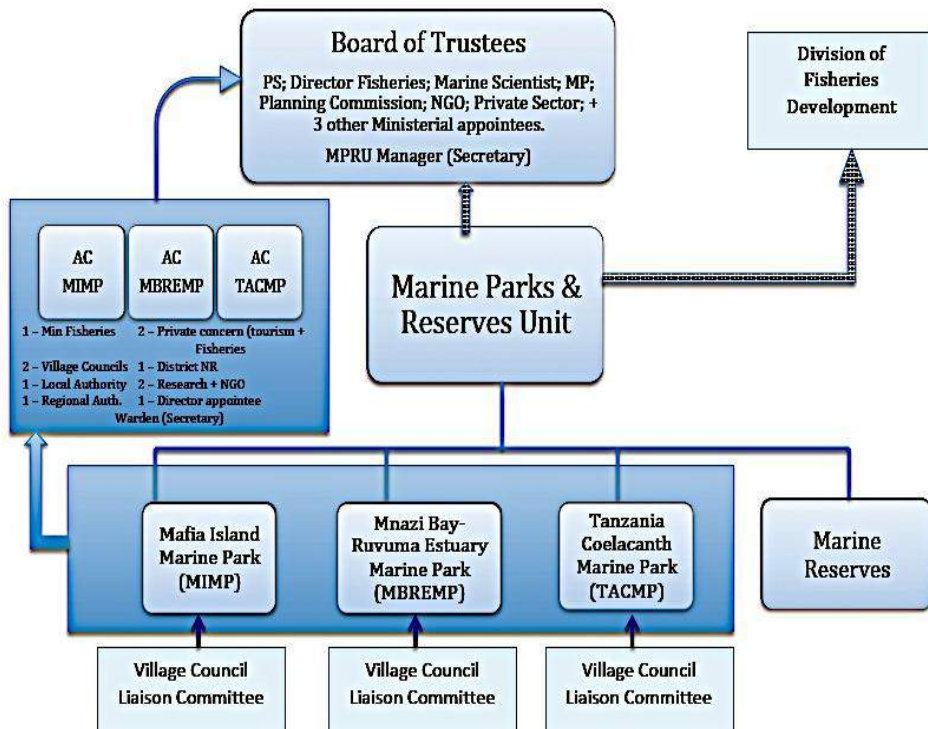 Board of Trustees
PS; Director Fisheries; Marine Scientist; MP;
Planning Commission; NGO; Private Sector; +
3 other Ministerial appointees.
MPRU Manager (Secretary)
Division of
Fisheries
Development
AC
MIMP
AC
MBREMP
AC
TACMP
1 – Min Fisheries
2 – Private concern (tourism +
Fisheries
2 – Village Councils
1 – District NR
1 – Local Authority
2 – Research + NGO
1 – Regional Auth.
1 – Director appointee
Warden (Secretary)
Marine Parks &
Reserves Unit
Mafia Island
Marine Park
(MIMP)
Mnazi Bay-
Ruvuma Estuary
Marine Park
(MBREMP)
Tanzania
Coelacanth
Marine Park
(TACMP)
Marine
Reserves
Village Council
Liaison Committee
Village Council
Liaison Committee
Village Council
Liaison Committee